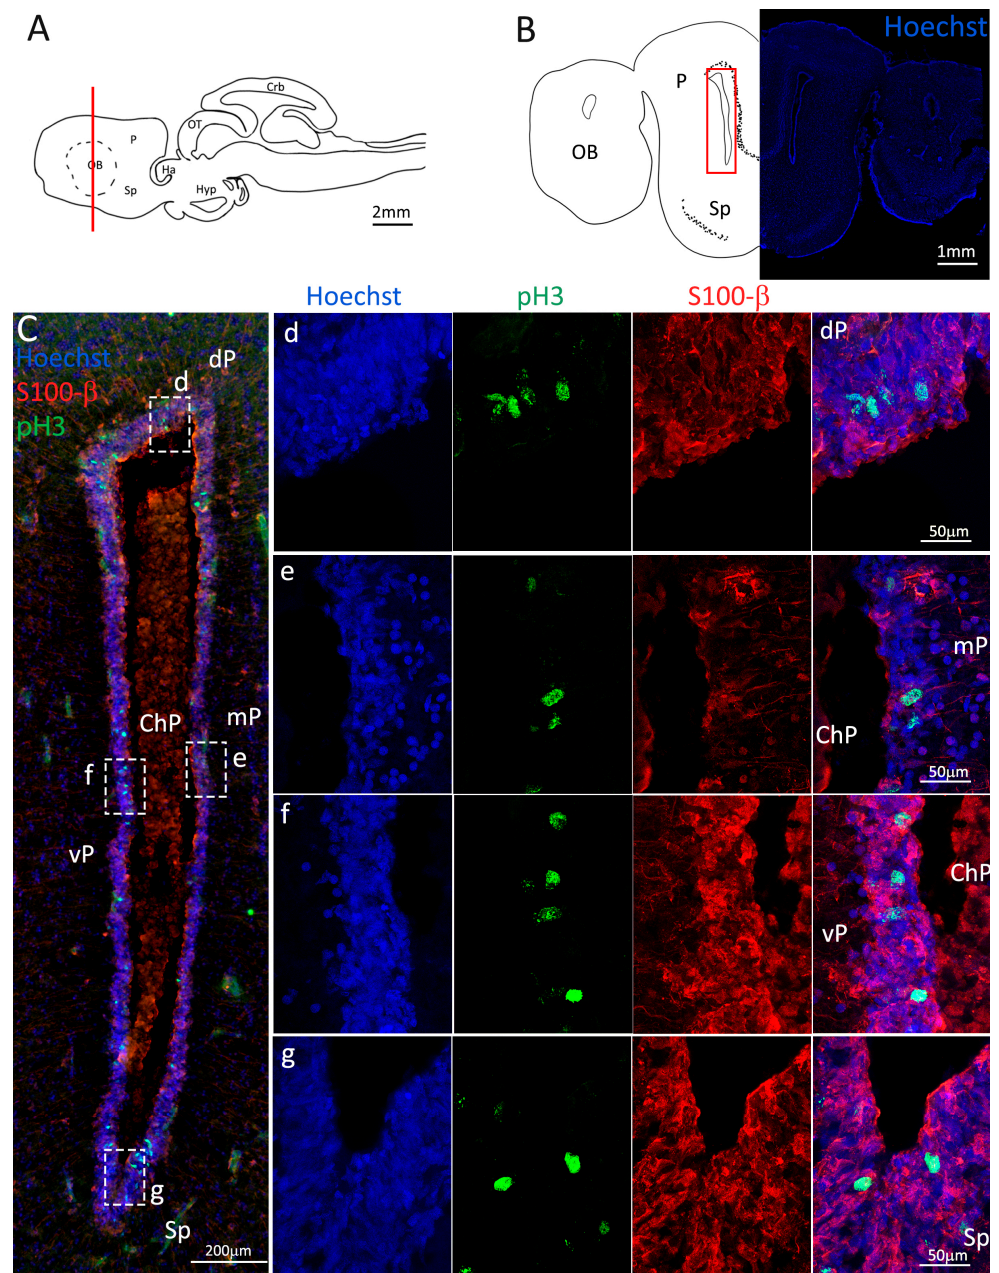 A
Crb
OT
P
OB
Ha
Sp
Hyp
2mm
B
Hoechst
P
OB
Sp
1mm
Hoechst
pH3
S100-β
C
Hoechst
S100-β
pH3
dP
d
ChP
mP
e
f
vP
g
Sp
200μm
d
dP
50μm
e
mP
ChP
50μm
f
ChP
vP
g
Sp
50μm